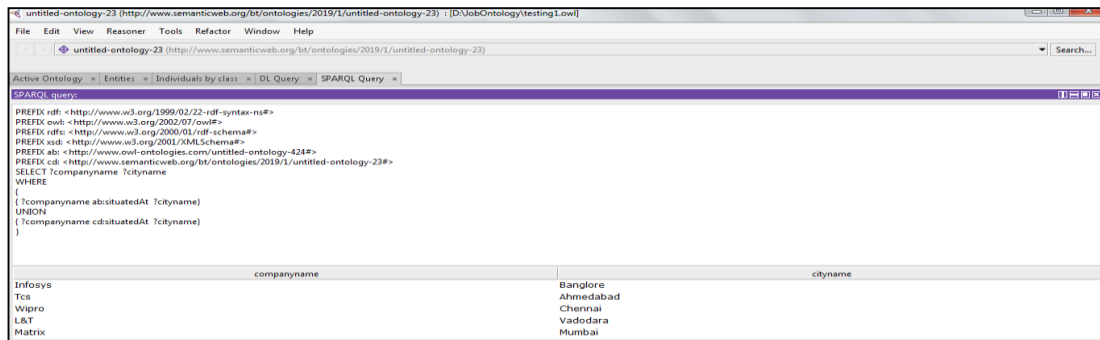 untitled-ontology-23 (http://www.semanticweb.org/bt/ontologies/2019/1/untitled-ontology-23) : [D:\JobOntology\testing1.owl]
File Edit View Reasoner Tools Refactor Window Help
untitled-ontology-23 (http://www.semanticweb.org/bt/ontologies/2019/1/untitled-ontology-23) Search...
Active Ontology × Entities × Individuals by class × DL Query × SPARQL Query ×
SPARQL query:
PREFIX rdf: <http://www.w3.org/1999/02/22-rdf-syntax-ns#>
PREFIX owl: <http://www.w3.org/2002/07/owl#>
PREFIX rdfs: <http://www.w3.org/2000/01/rdf-schema#>
PREFIX xsd: <http://www.w3.org/2001/XMLSchema#>
PREFIX ab: <http://www.owl-ontologies.com/untitled-ontology-424#>
PREFIX cd: <http://www.semanticweb.org/bt/ontologies/2019/1/untitled-ontology-23#>
SELECT ?companyname ?cityname
WHERE
{
{ ?companyname ab:situatedAt ?cityname}
UNION
{ ?companyname cd:situatedAt ?cityname}
}
companyname cityname
Infosys Banglore
Tcs Ahmedabad
Wipro Chennai
L&T Vadodara
Matrix Mumbai